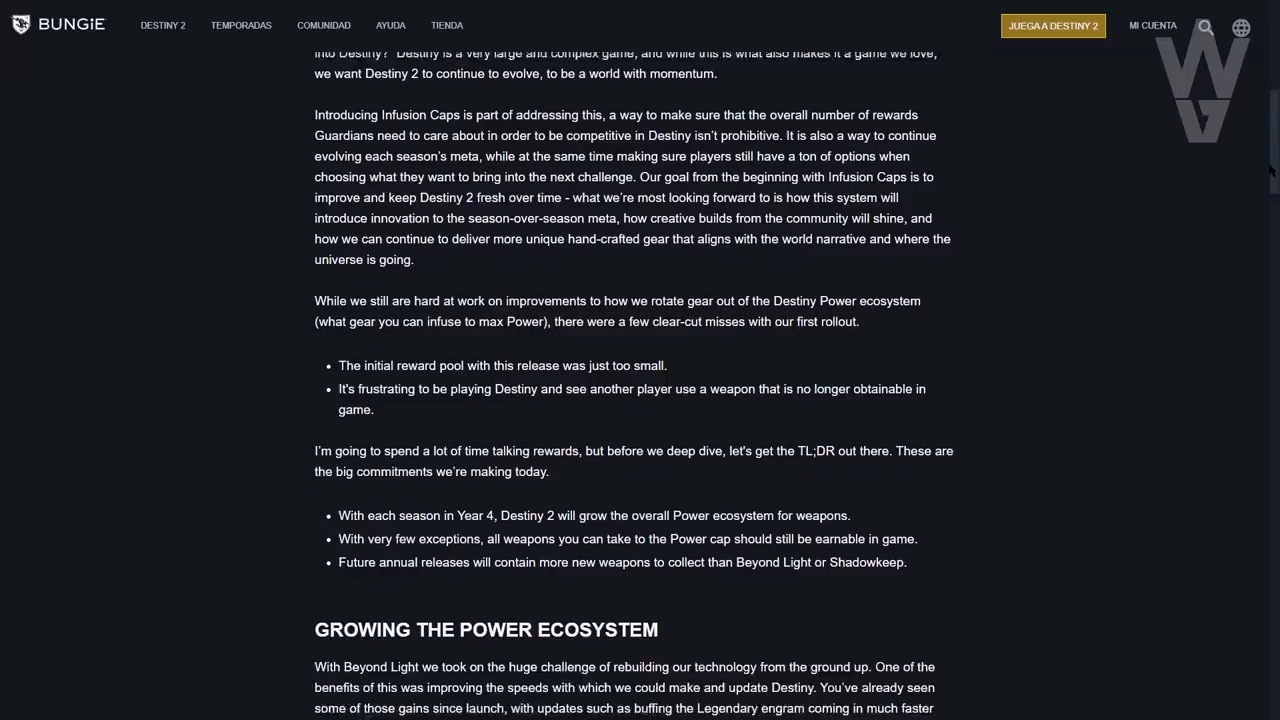 BUNGiE
DESTINY 2
TEMPORADAS
COMUNIDAD
AYUDA
TIENDA
JUEGA A DESTINY 2
MI CUENTA
into Destiny? Destiny is a very large and complex game, and while this is what also makes it a game we love,
we want Destiny 2 to continue to evolve, to be a world with momentum.
Introducing Infusion Caps is part of addressing this, a way to make sure that the overall number of rewards
Guardians need to care about in order to be competitive in Destiny isn't prohibitive. It is also a way to continue
evolving each season's meta, while at the same time making sure players still have a ton of options when
choosing what they want to bring into the next challenge. Our goal from the beginning with Infusion Caps is to
improve and keep Destiny 2 fresh over time - what we're most looking forward to is how this system will
introduce innovation to the season-over-season meta, how creative builds from the community will shine, and
how we can continue to deliver more unique hand-crafted gear that aligns with the world narrative and where the
universe is going.
While we still are hard at work on improvements to how we rotate gear out of the Destiny Power ecosystem
(what gear you can infuse to max Power), there were a few clear-cut misses with our first rollout.
• The initial reward pool with this release was just too small.
• It's frustrating to be playing Destiny and see another player use a weapon that is no longer obtainable in
game.
I'm going to spend a lot of time talking rewards, but before we deep dive, let's get the TL;DR out there. These are
the big commitments we're making today.
• With each season in Year 4, Destiny 2 will grow the overall Power ecosystem for weapons.
• With very few exceptions, all weapons you can take to the Power cap should still be earnable in game.
• Future annual releases will contain more new weapons to collect than Beyond Light or Shadowkeep.
GROWING THE POWER ECOSYSTEM
With Beyond Light we took on the huge challenge of rebuilding our technology from the ground up. One of the
benefits of this was improving the speeds with which we could make and update Destiny. You've already seen
some of those gains since launch, with updates such as buffing the Legendary engram coming in much faster